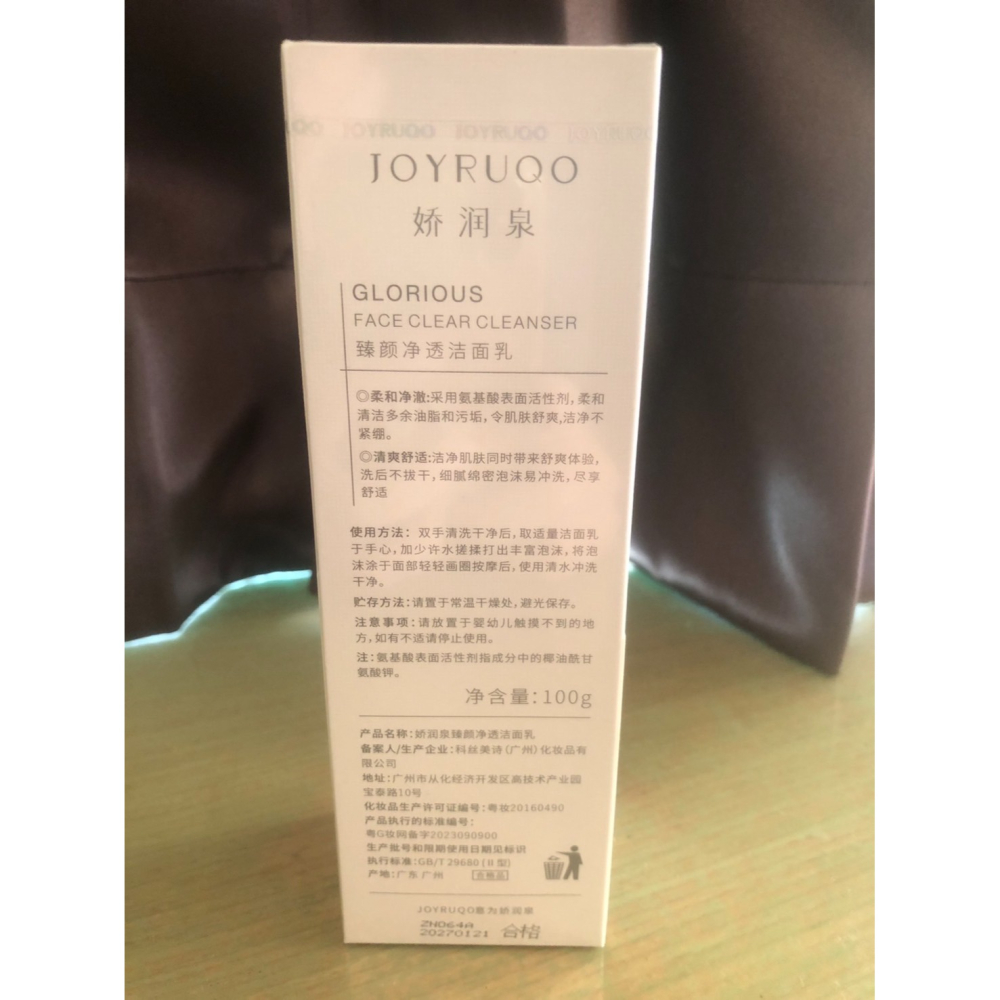 JOYRUQO JOYRUQO
JOYRUQO
娇润泉
GLORIOUS
FACE CLEAR CLEANSER
臻颜净透洁面乳
◎柔和净澈:采用氨基酸表面活性剂,柔和
清洁多余油脂和污垢,令肌肤舒爽,洁净不
紧绷。
◎清爽舒适:洁净肌肤同时带来舒爽体验,
洗后不拔干,细腻绵密泡沫易冲洗,尽享
舒适
使用方法: 双手清洗干净后,取适量洁面乳
于手心,加少许水搓揉打出丰富泡沫,将泡
沫涂于面部轻轻画圈按摩后,使用清水冲洗
干净。
贮存方法:请置于常温干燥处,避光保存。
注意事项:请放置于婴幼儿触摸不到的地
方,如有不适请停止使用。
注:氨基酸表面活性剂指成分中的椰油酰甘
氨酸钾。
净含量:100g
产品名称:娇润泉臻颜净透洁面乳
备案人/生产企业:科丝美诗(广州)化妆品有
限公司
地址:广州市从化经济开发区高技术产业园
宝泰路10号
化妆品生产许可证编号:粤妆20160490
产品执行的标准编号:
粤G妆网备字2023090900
生产批号和限期使用日期见标识
执行标准:GB/T 29680(II型)
产地:广东 广州 合格品
JOYRUQO意为娇润泉
ZN064A
20270121 合格